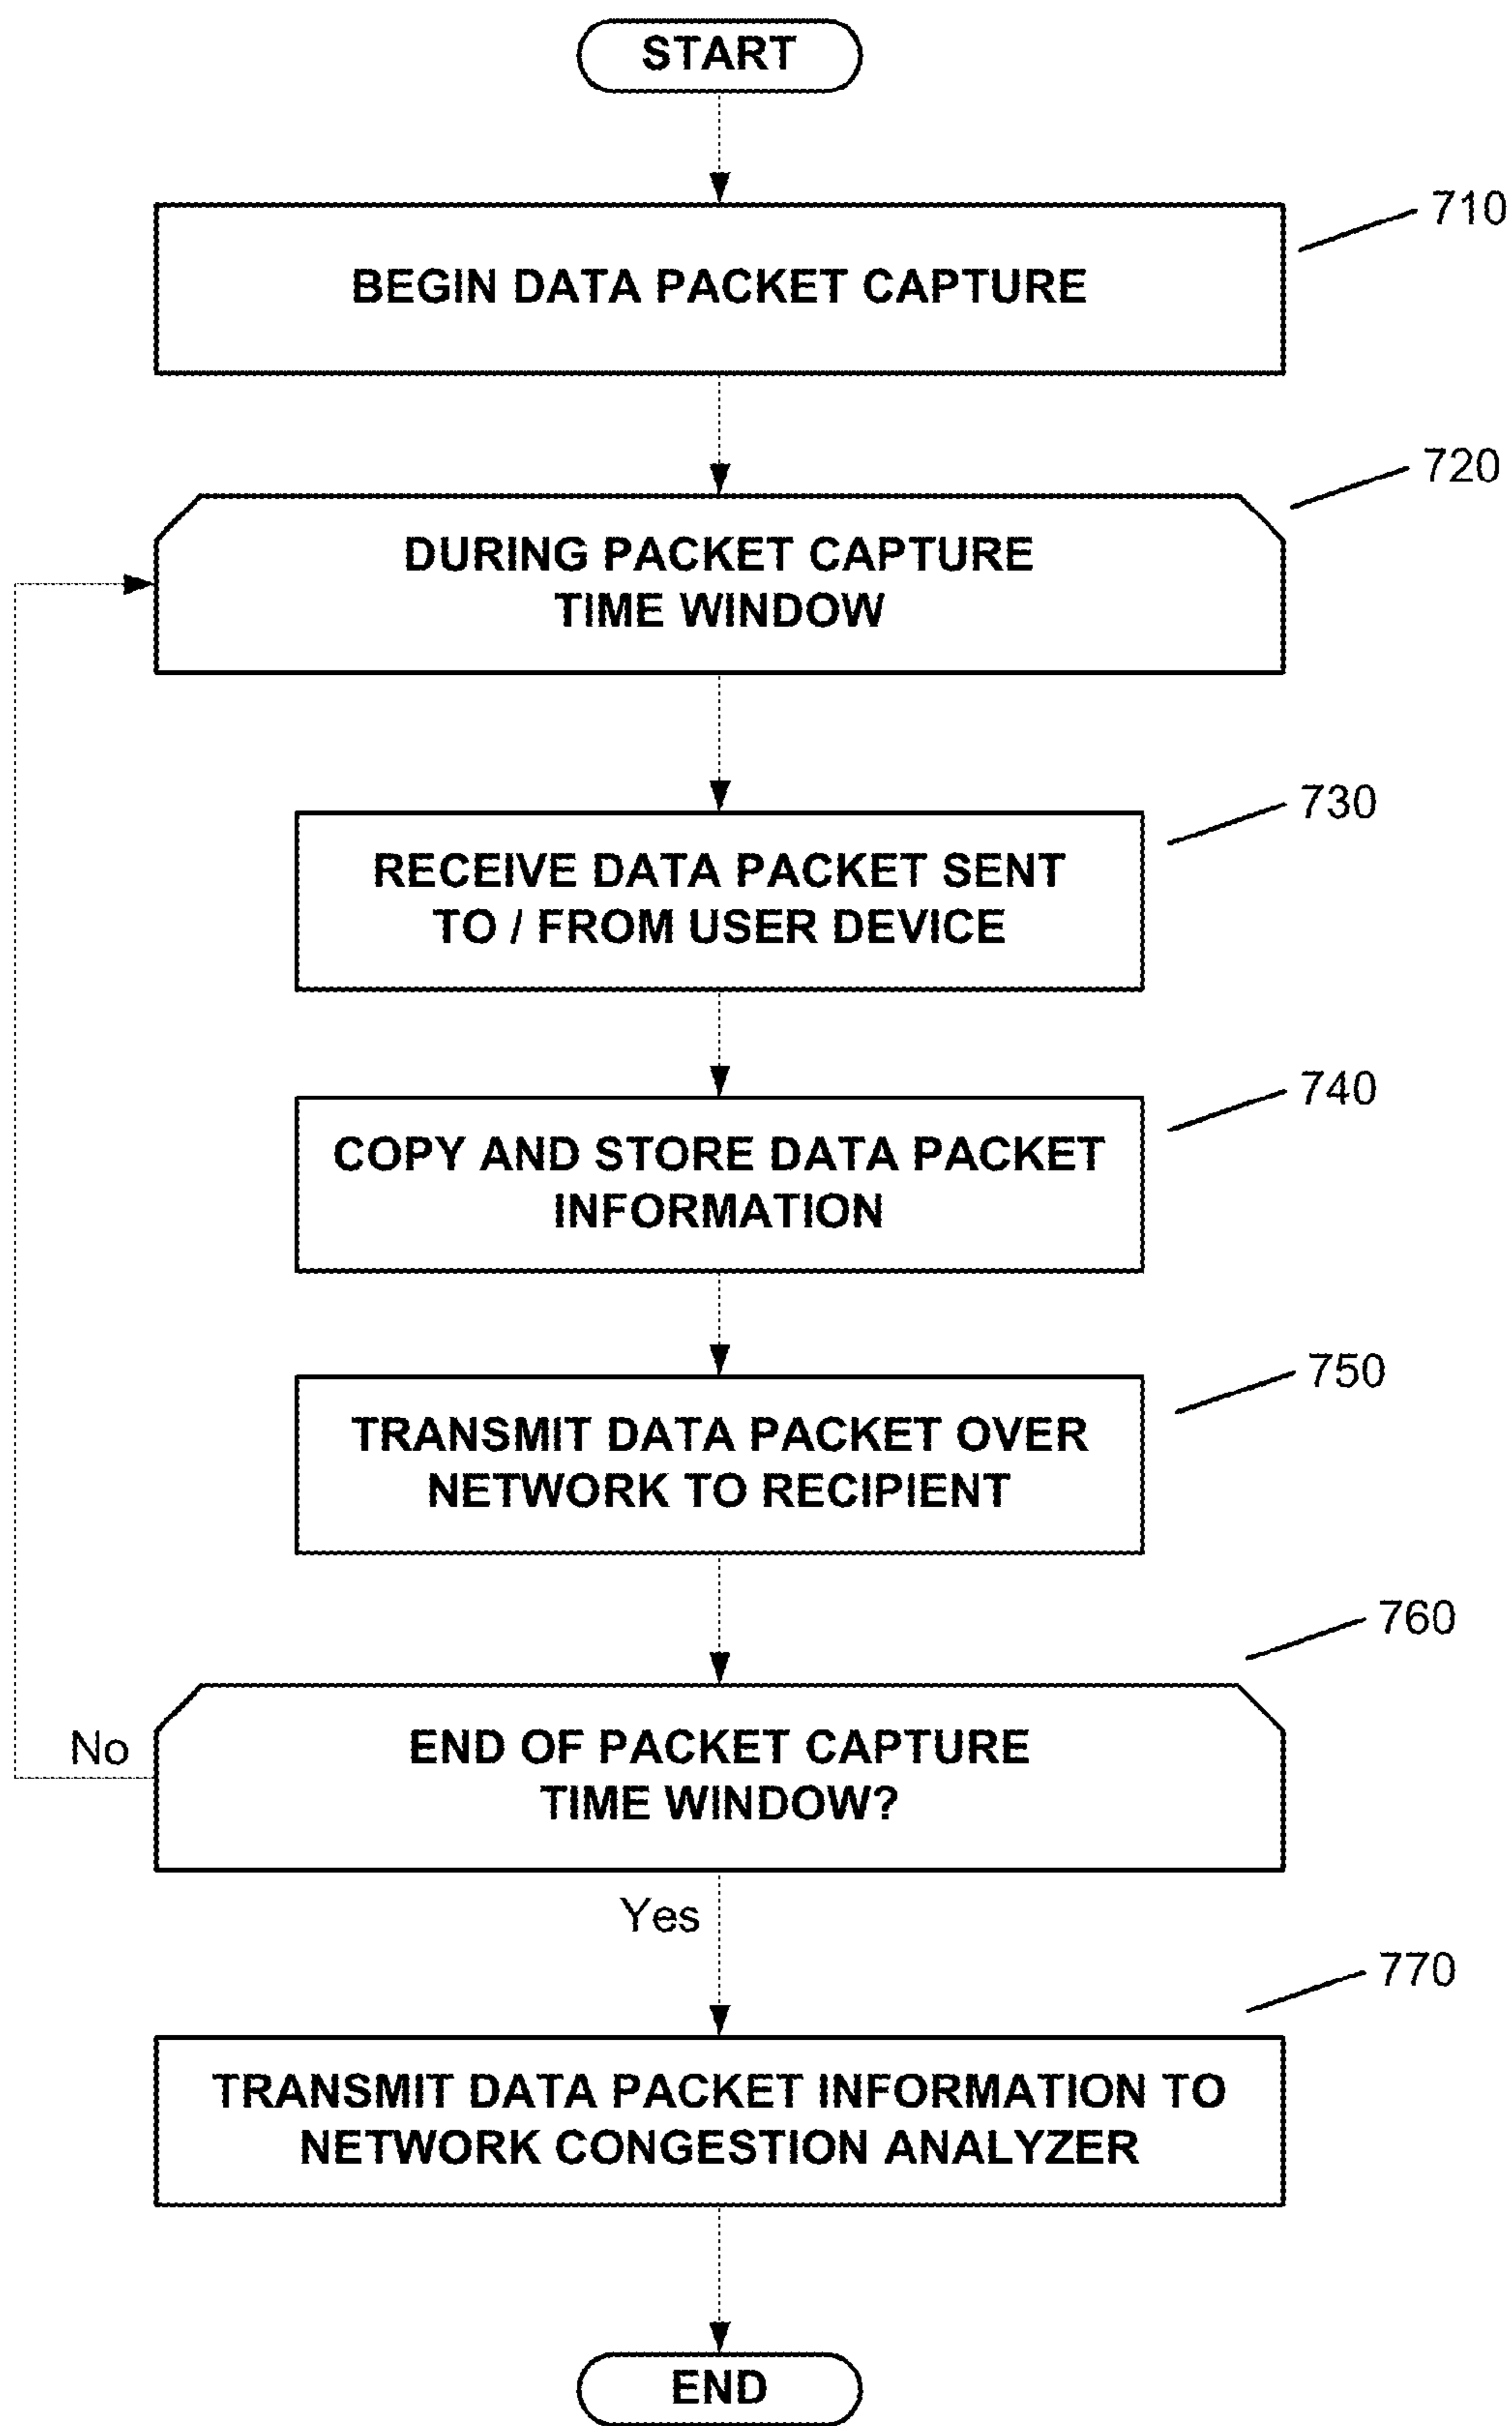 START
710
BEGIN DATA PACKET CAPTURE
720
DURING PACKET CAPTURE
TIME WINDOW
730
RECEIVE DATA PACKET SENT
TO / FROM USER DEVICE
740
COPY AND STORE DATA PACKET
INFORMATION
750
TRANSMIT DATA PACKET OVER
NETWORK TO RECIPIENT
760
No
END OF PACKET CAPTURE
TIME WINDOW?
Yes
770
TRANSMIT DATA PACKET INFORMATION TO
NETWORK CONGESTION ANALYZER
END